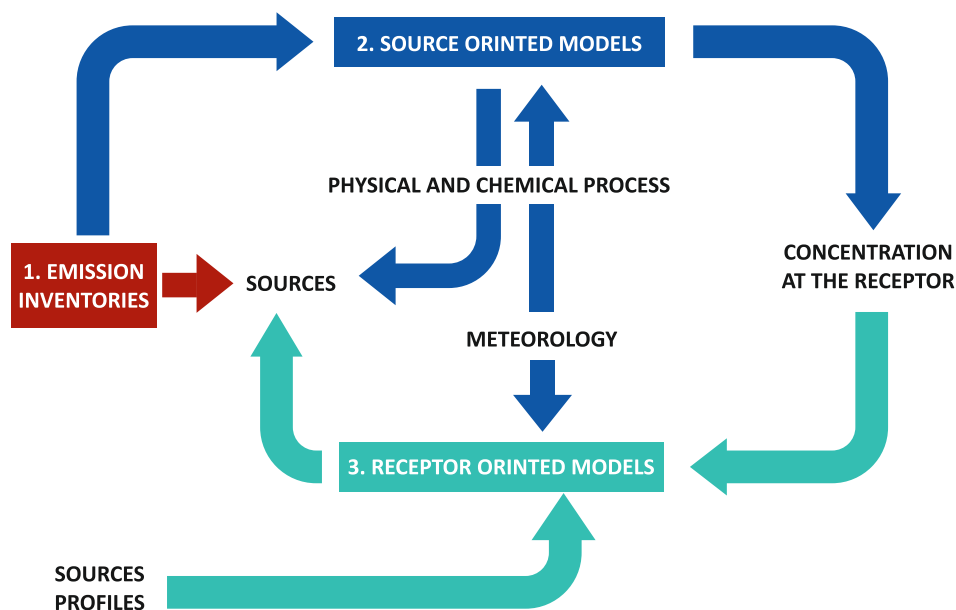 2. SOURCE ORINTED MODELS
PHYSICAL AND CHEMICAL PROCESS
1. EMISSION
INVENTORIES
SOURCES
CONCENTRATION
AT THE RECEPTOR
METEOROLOGY
3. RECEPTOR ORINTED MODELS
SOURCES
PROFILES